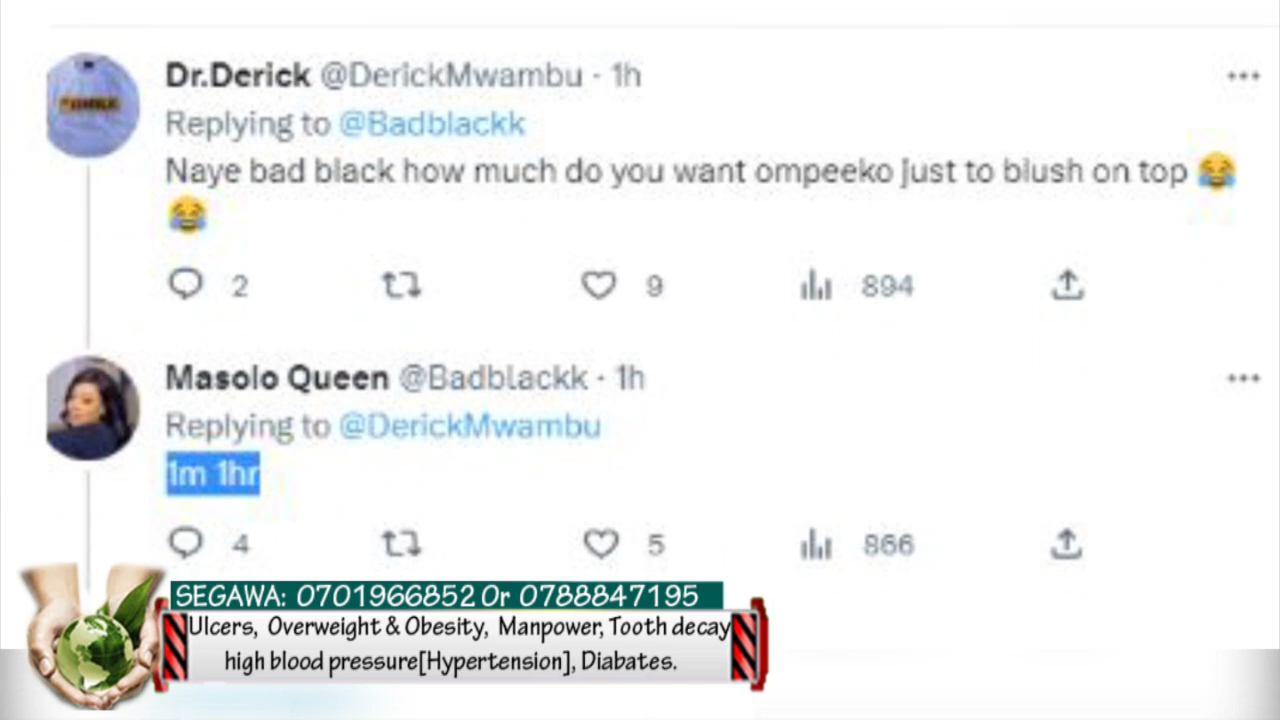 Dr.Derick @DerickMwambu · 1h
Replying to @Badblackk
Naye bad black how much do you want ompeeko just to blush on top 😂
😂
2 9 894
Masolo Queen @Badblackk · 1h
Replying to @DerickMwambu
1m 1hr
4 5 866
SEGAWA: 0701966852 Or 0788847195
Ulcers, Overweight & Obesity, Manpower, Tooth decay
high blood pressure[Hypertension], Diabates.